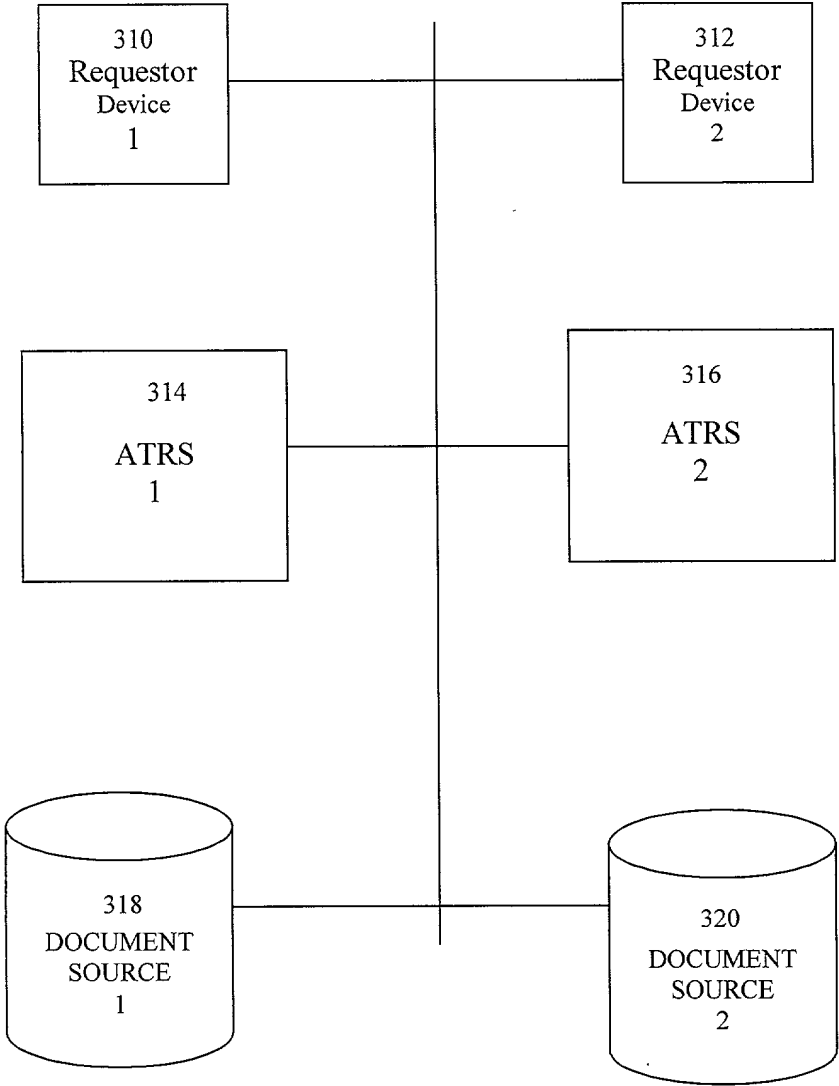 310
Requestor
Device
1
312
Requestor
Device
2
314
ATRS
1
316
ATRS
2
318
DOCUMENT
SOURCE
1
320
DOCUMENT
SOURCE
2